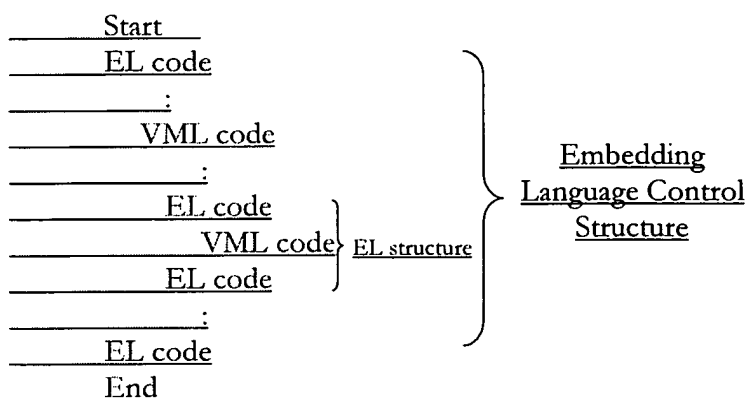 Start
EL code
:
VML code
:
EL code
VML code
EL code
:
EL code
End
EL structure
Embedding
Language Control
Structure